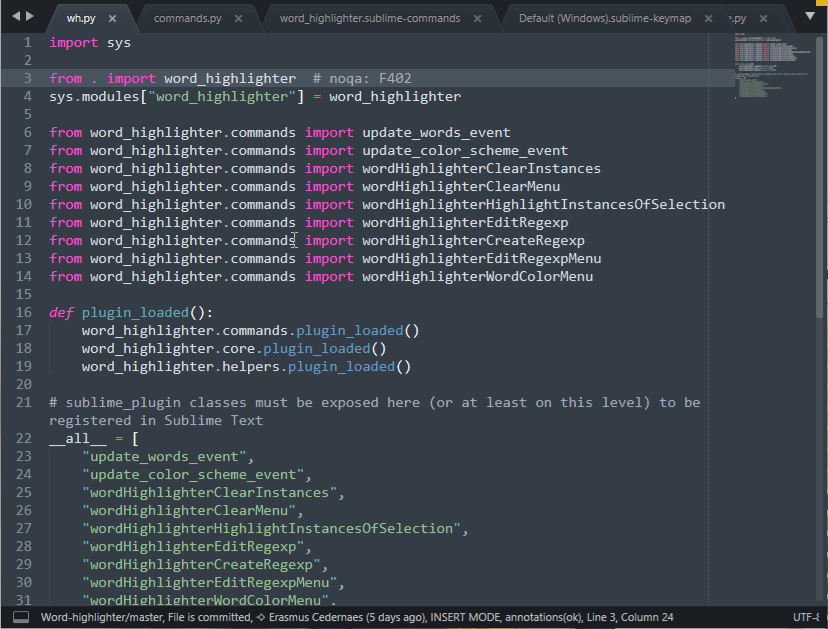 wh.py × commands.py × word_highlighter.sublime-commands × Default (Windows).sublime-keymap × .py ×
1 import sys
2
3 from . import word_highlighter  # noqa: F402
4 sys.modules["word_highlighter"] = word_highlighter
5
6 from word_highlighter.commands import update_words_event
7 from word_highlighter.commands import update_color_scheme_event
8 from word_highlighter.commands import wordHighlighterClearInstances
9 from word_highlighter.commands import wordHighlighterClearMenu
10 from word_highlighter.commands import wordHighlighterHighlightInstancesOfSelection
11 from word_highlighter.commands import wordHighlighterEditRegexp
12 from word_highlighter.commands import wordHighlighterCreateRegexp
13 from word_highlighter.commands import wordHighlighterEditRegexpMenu
14 from word_highlighter.commands import wordHighlighterWordColorMenu
15
16 def plugin_loaded():
17     word_highlighter.commands.plugin_loaded()
18     word_highlighter.core.plugin_loaded()
19     word_highlighter.helpers.plugin_loaded()
20
21 # sublime_plugin classes must be exposed here (or at least on this level) to be
registered in Sublime Text
22 __all__ = [
23     "update_words_event",
24     "update_color_scheme_event",
25     "wordHighlighterClearInstances",
26     "wordHighlighterClearMenu",
27     "wordHighlighterHighlightInstancesOfSelection",
28     "wordHighlighterEditRegexp",
29     "wordHighlighterCreateRegexp",
30     "wordHighlighterEditRegexpMenu",
31     "wordHighlighterWordColorMenu",
Word-highlighter/master, File is committed, ⟡ Erasmus Cedernaes (5 days ago), INSERT MODE, annotations(ok), Line 3, Column 24 UTF-8